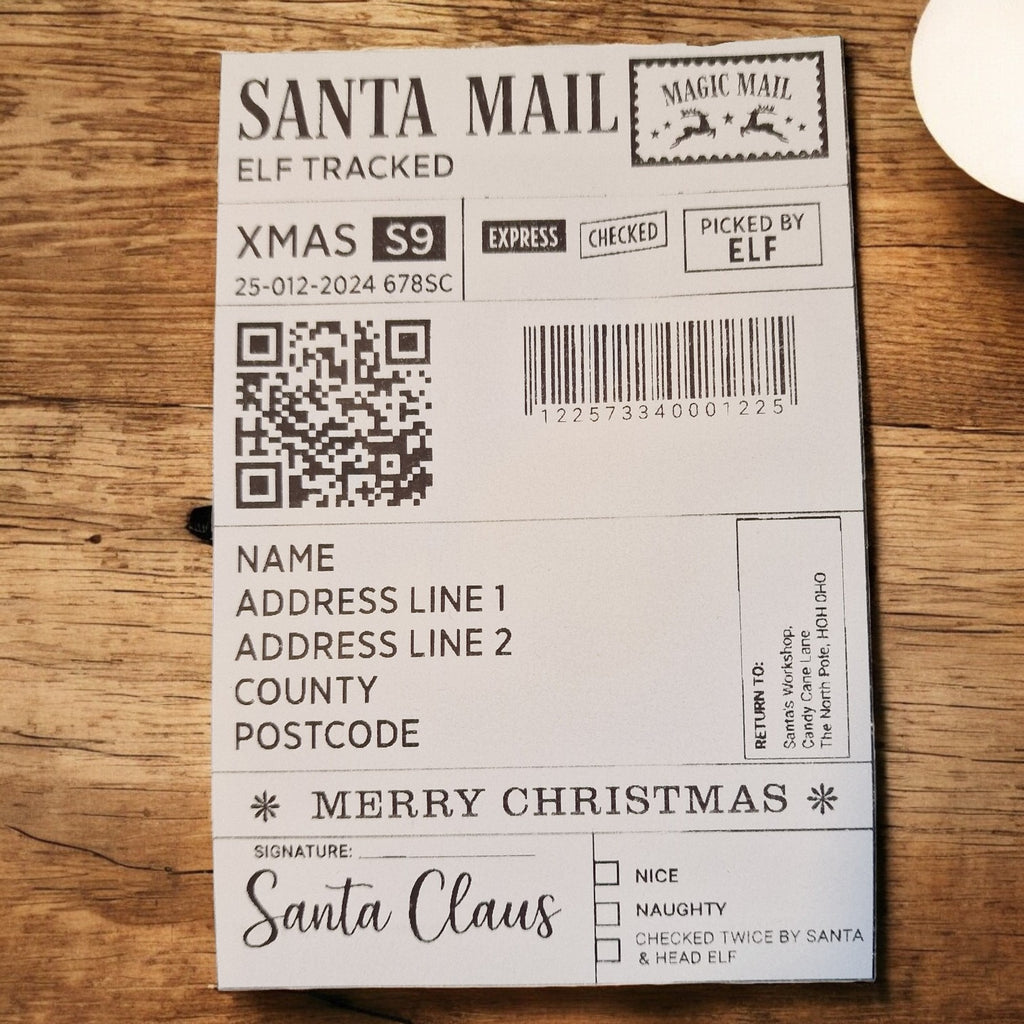 SANTA MAIL
MAGIC MAIL
ELF TRACKED
XMAS S9
25-012-2024 678SC
EXPRESS
CHECKED
PICKED BY
ELF
122573340001225
NAME
ADDRESS LINE 1
ADDRESS LINE 2
COUNTY
POSTCODE
RETURN TO:
Santa's Workshop,
Candy Cane Lane
The North Pole, HOH OHO
MERRY CHRISTMAS
SIGNATURE:
Santa Claus
NICE
NAUGHTY
CHECKED TWICE BY SANTA
& HEAD ELF